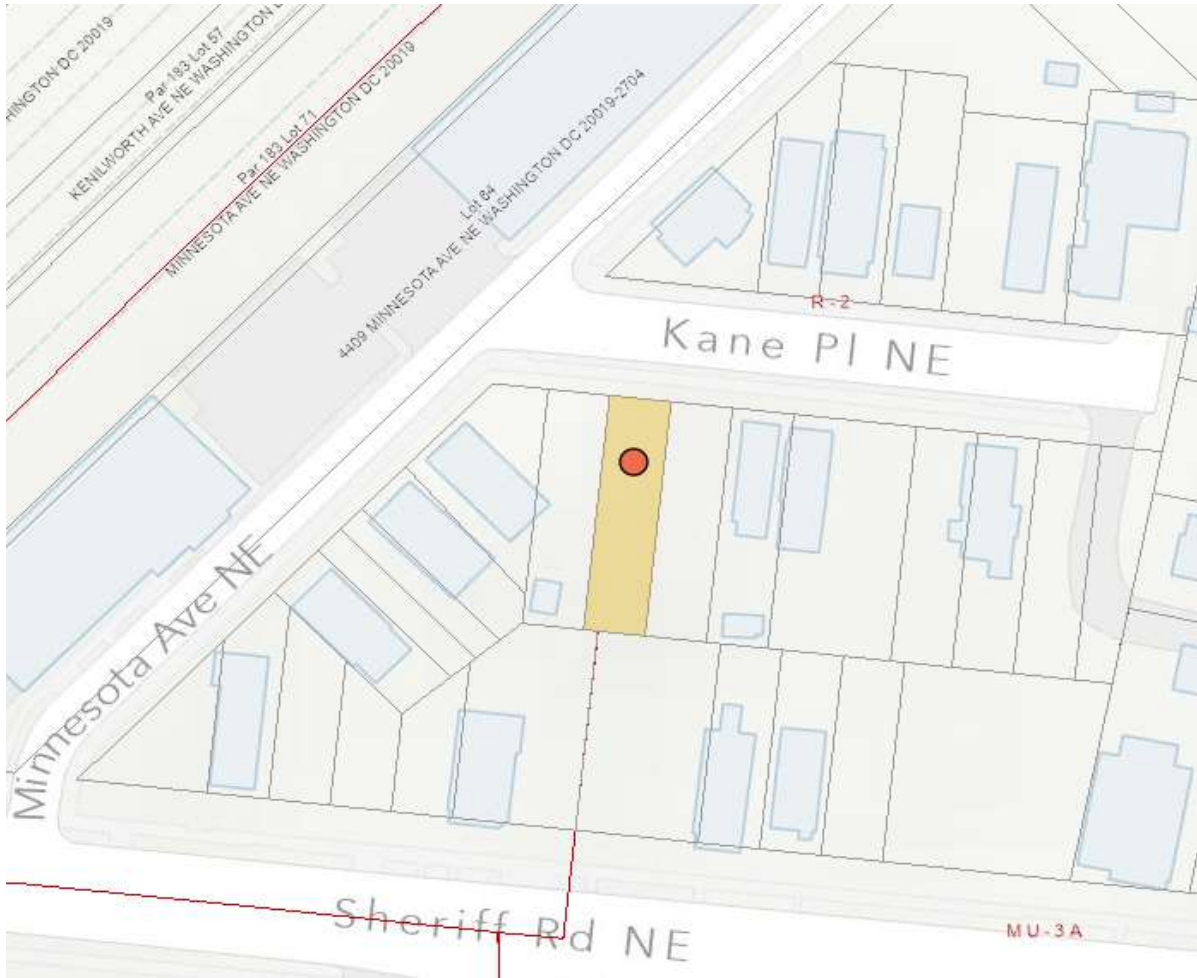 HINGTON DC 20019
Par 183 Lot 57
KENILWORTH AVE NE WASHINGTON
Par 183 Lot 71
MINNESOTA AVE NE WASHINGTON DC 20019
Lot 64
4409 MINNESOTA AVE NE WASHINGTON DC 20019-2704
R-2
Kane Pl NE
Minnesota Ave NE
Sheriff Rd NE
MU-3A